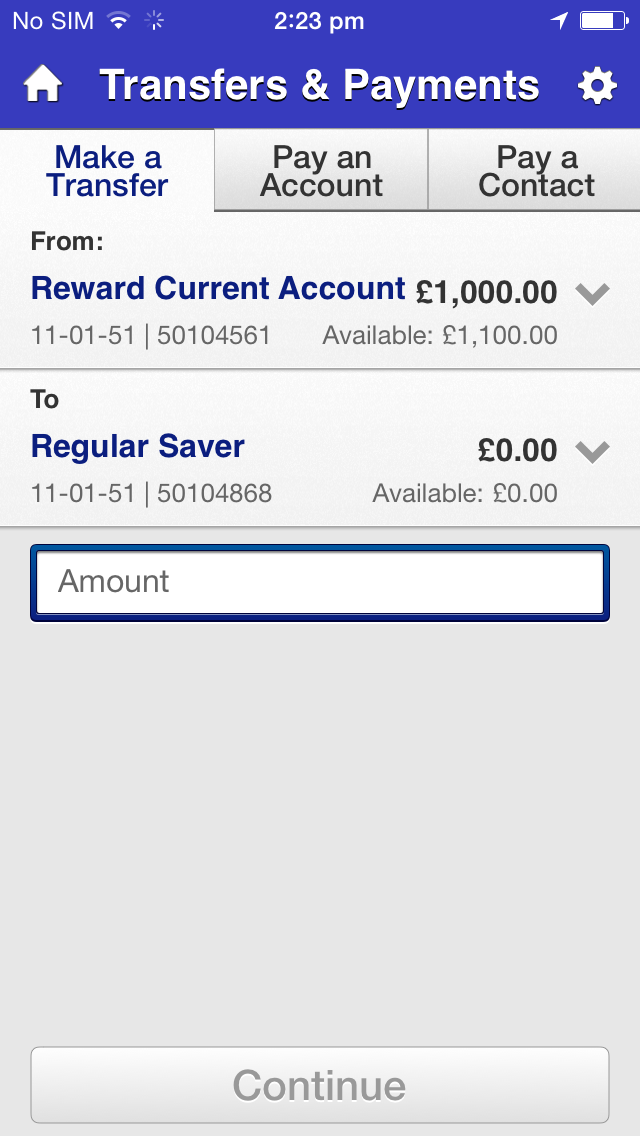 No SIM 2:23 pm
Transfers & Payments
Make a Transfer
Pay an Account
Pay a Contact
From:
Reward Current Account £1,000.00
11-01-51 | 50104561 Available: £1,100.00
To
Regular Saver £0.00
11-01-51 | 50104868 Available: £0.00
Amount
Continue